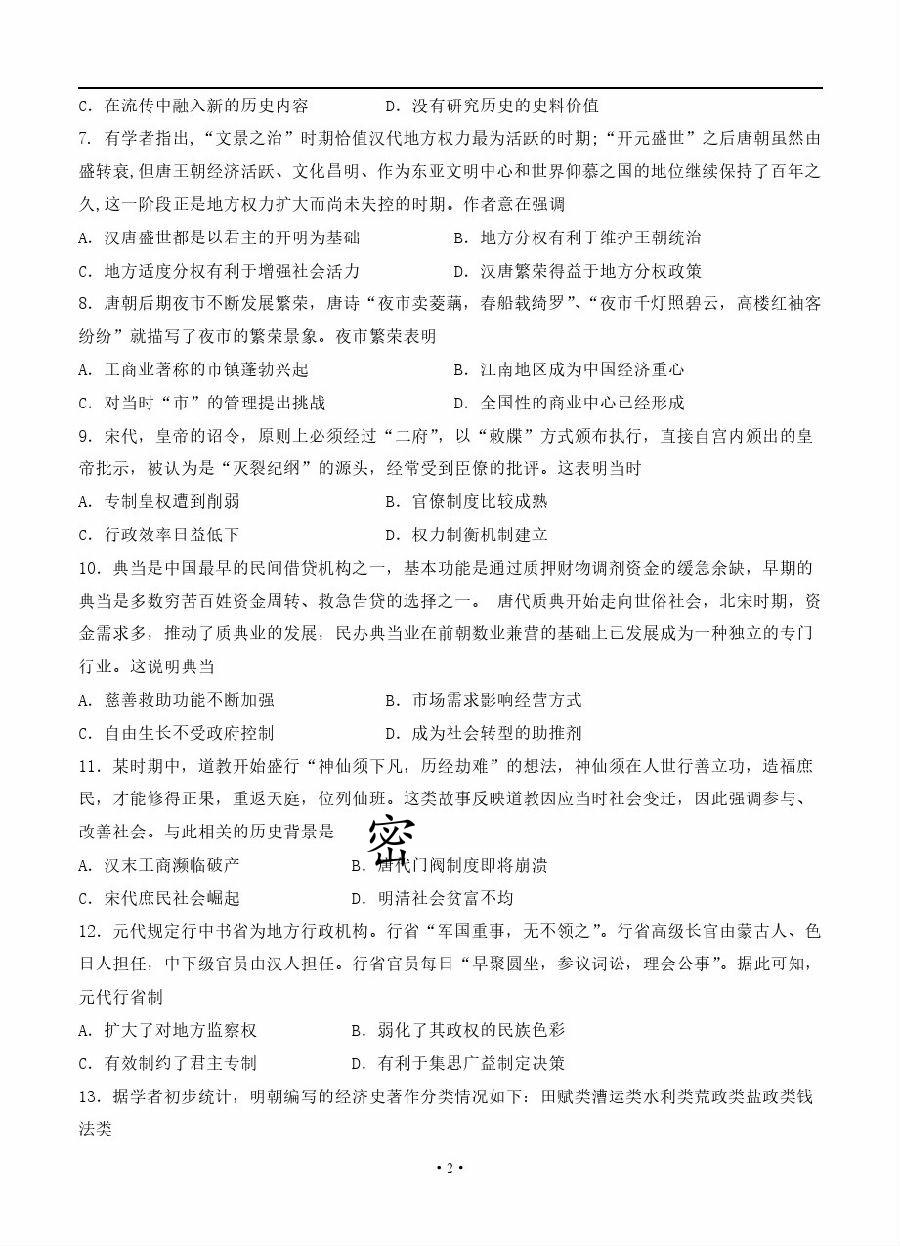 C. 在流传中融入新的历史内容 D. 没有研究历史的史料价值
7. 有学者指出,“文景之治”时期恰值汉代地方权力最为活跃的时期;“开元盛世”之后唐朝虽然由
盛转衰,但唐王朝经济活跃、文化昌明、作为东亚文明中心和世界仰慕之国的地位继续保持了百年之
久,这一阶段正是地方权力扩大而尚未失控的时期。作者意在强调
A. 汉唐盛世都是以君主的开明为基础 B. 地方分权有利于维护王朝统治
C. 地方适度分权有利于增强社会活力 D. 汉唐繁荣得益于地方分权政策
8. 唐朝后期夜市不断发展繁荣，唐诗“夜市卖菱藕，春船载绮罗”、“夜市千灯照碧云，高楼红袖客
纷纷”就描写了夜市的繁荣景象。夜市繁荣表明
A. 工商业著称的市镇蓬勃兴起 B. 江南地区成为中国经济重心
C. 对当时“市”的管理提出挑战 D. 全国性的商业中心已经形成
9. 宋代，皇帝的诏令，原则上必须经过“二府”，以“敕牒”方式颁布执行，直接自宫内颁出的皇
帝批示，被认为是“灭裂纪纲”的源头，经常受到臣僚的批评。这表明当时
A. 专制皇权遭到削弱 B. 官僚制度比较成熟
C. 行政效率日益低下 D. 权力制衡机制建立
10. 典当是中国最早的民间借贷机构之一，基本功能是通过质押财物调剂资金的缓急余缺，早期的
典当是多数穷苦百姓资金周转、救急告贷的选择之一。 唐代质典开始走向世俗社会，北宋时期，资
金需求多，推动了质典业的发展，民办典当业在前朝数业兼营的基础上已发展成为一种独立的专门
行业。这说明典当
A. 慈善救助功能不断加强 B. 市场需求影响经营方式
C. 自由生长不受政府控制 D. 成为社会转型的助推剂
11. 某时期中，道教开始盛行“神仙须下凡，历经劫难”的想法，神仙须在人世行善立功，造福庶
民，才能修得正果，重返天庭，位列仙班。这类故事反映道教因应当时社会变迁，因此强调参与、
改善社会。与此相关的历史背景是
密
A. 汉末工商濒临破产 B. 唐代门阀制度即将崩溃
C. 宋代庶民社会崛起 D. 明清社会贫富不均
12. 元代规定行中书省为地方行政机构。行省“军国重事，无不领之”。行省高级长官由蒙古人、色
目人担任，中下级官员由汉人担任。行省官员每日“早聚圆坐，参议词讼，理会公事”。据此可知，
元代行省制
A. 扩大了对地方监察权 B. 弱化了其政权的民族色彩
C. 有效制约了君主专制 D. 有利于集思广益制定决策
13. 据学者初步统计，明朝编写的经济史著作分类情况如下：田赋类漕运类水利类荒政类盐政类钱
法类
·2·